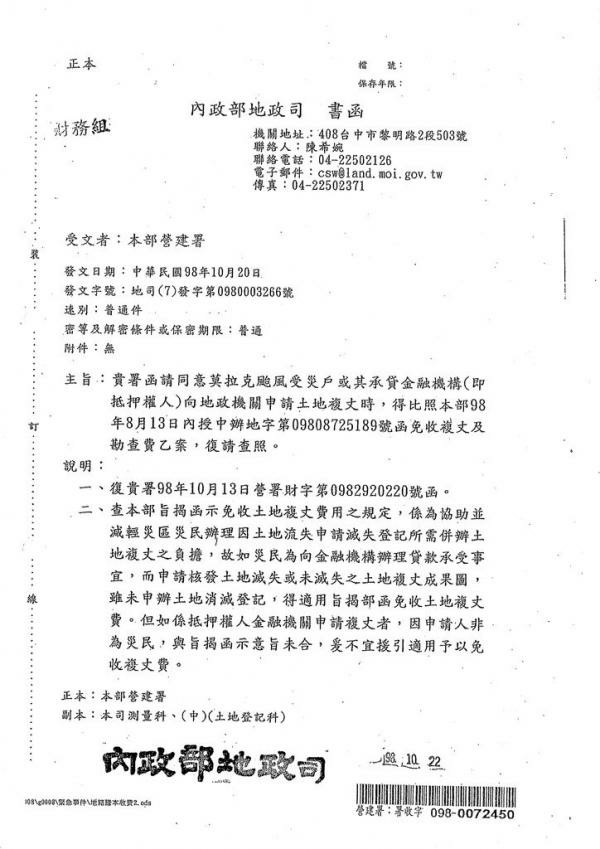 正本
檔 號：
保存年限：
內政部地政司 書函
財務組
機關地址：408台中市黎明路2段503號
聯絡人：陳希婉
聯絡電話：04-22502126
電子郵件：csw@land.moi.gov.tw
傳真：04-22502371
受文者：本部營建署
發文日期：中華民國98年10月20日
發文字號：地司(7)發字第0980003266號
速別：普通件
密等及解密條件或保密期限：普通
附件：無
主旨：貴署函請同意莫拉克颱風受災戶或其承貸金融機構(即
抵押權人)向地政機關申請土地複丈時，得比照本部98
年8月13日內授中辦地字第09808725189號函免收複丈及
勘查費乙案，復請查照。
說明：
一、復貴署98年10月13日營署財字第0982920220號函。
二、查本部旨揭函示免收土地複丈費用之規定，係為協助並
減輕災區災民辦理因土地流失申請滅失登記所需併辦土
地複丈之負擔，故如災民為向金融機構辦理貸款承受事
宜，而申請核發土地滅失或未滅失之土地複丈成果圖，
雖未申辦土地消滅登記，得適用旨揭部函免收土地複丈
費。但如係抵押權人金融機關申請複丈者，因申請人非
為災民，與旨揭函示意旨未合，妥不宜援引適用予以免
收複丈費。
正本：本部營建署
副本：本司測量科、(中)(土地登記科)
內政部地政司
98. 10. 22
營建署：署收字 098-0072450
裝
訂
線